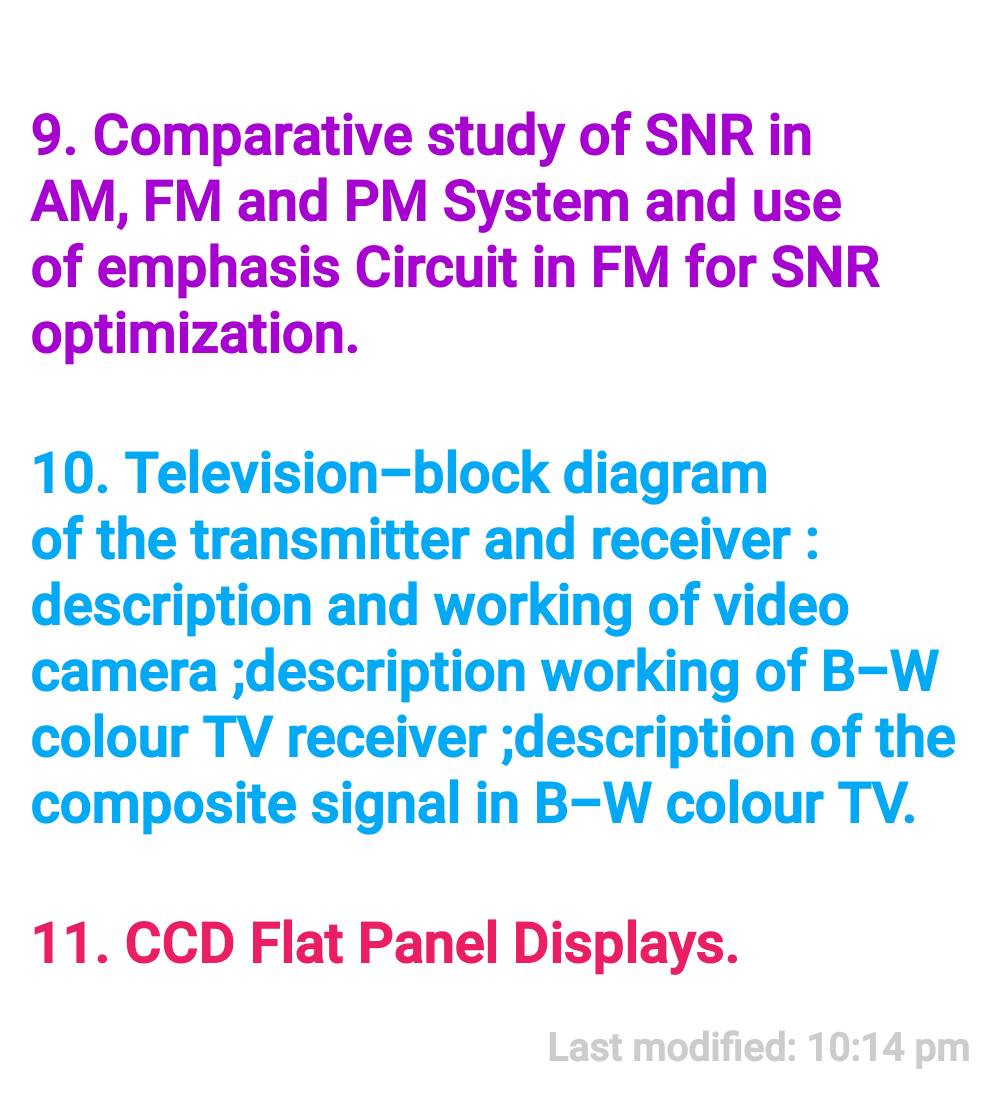 9. Comparative study of SNR in
AM, FM and PM System and use
of emphasis Circuit in FM for SNR
optimization.
10. Television–block diagram
of the transmitter and receiver :
description and working of video
camera ;description working of B–W
colour TV receiver ;description of the
composite signal in B–W colour TV.
11. CCD Flat Panel Displays.
Last modified: 10:14 pm